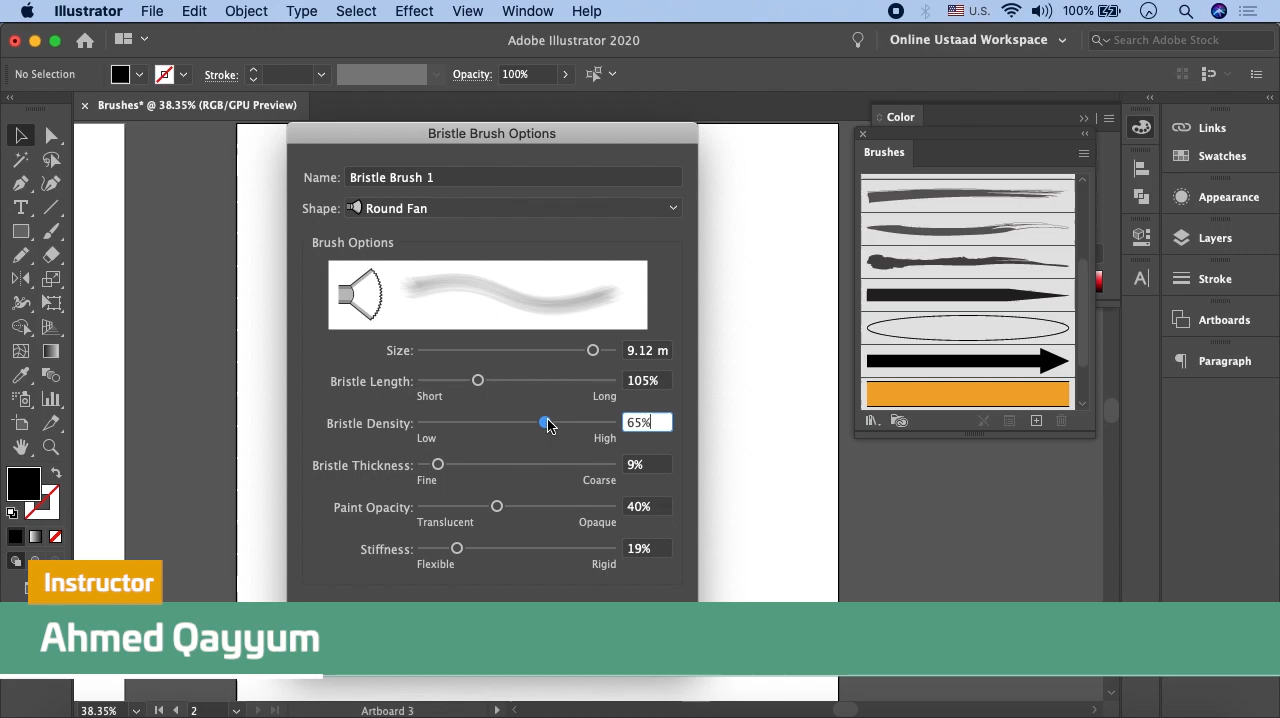 Illustrator File Edit Object Type Select Effect View Window Help U.S. 100%
Adobe Illustrator 2020 Online Ustaad Workspace Search Adobe Stock
No Selection Stroke: Opacity: 100%
Brushes* @ 38.35% (RGB/GPU Preview)
Bristle Brush Options
Name: Bristle Brush 1
Shape: Round Fan
Brush Options
Size: 9.12 m
Bristle Length: 105%
Short Long
Bristle Density: 65%
Low High
Bristle Thickness: 9%
Fine Coarse
Paint Opacity: 40%
Translucent Opaque
Stiffness: 19%
Flexible Rigid
Color
Brushes
Links
Swatches
Appearance
Layers
Stroke
Artboards
Paragraph
Instructor
Ahmed Qayyum
38.35% 2 Artboard 3